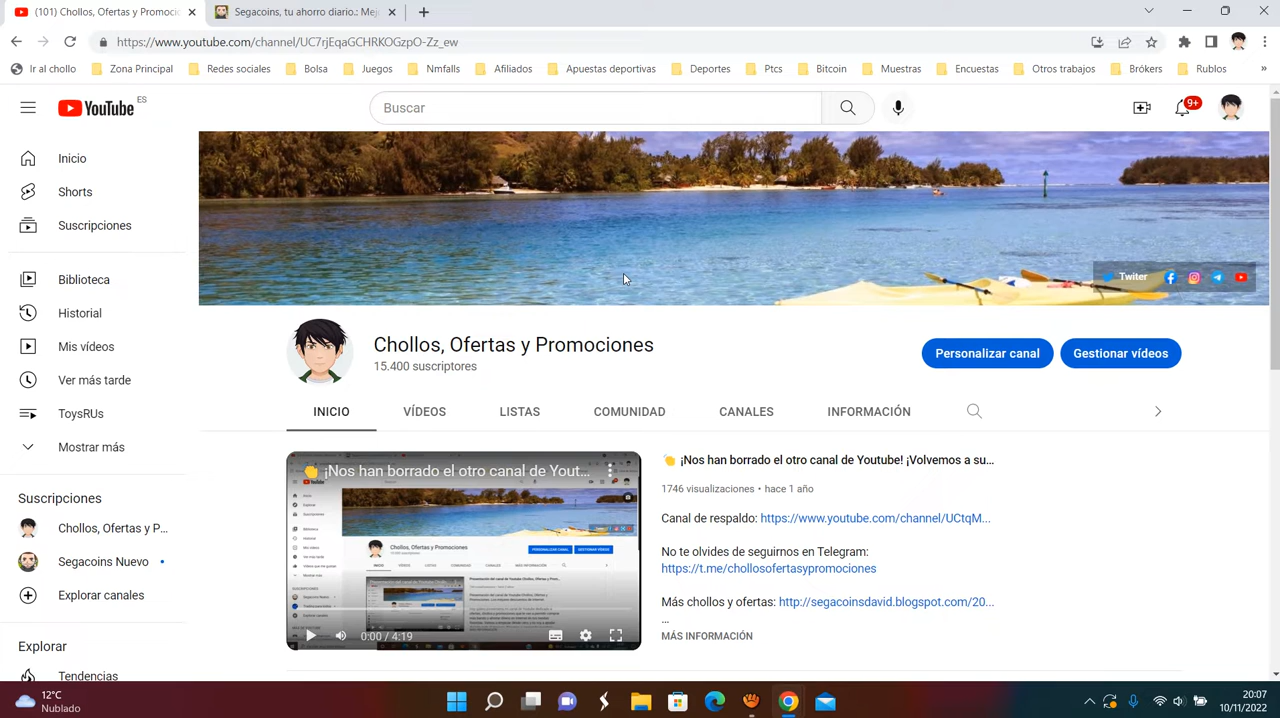 (101) Chollos, Ofertas y Promocio
Segacoins, tu ahorro diario.: Mej
https://www.youtube.com/channel/UC7rjEqaGCHRKOGzpO-Zz_ew
Ir al chollo
Zona Principal
Redes sociales
Bolsa
Juegos
Nmfalls
Afiliados
Apuestas deportivas
Deportes
Ptcs
Bitcoin
Muestras
Encuestas
Otros trabajos
Brókers
Rublos
»
YouTube ES
Buscar
9+
Inicio
Shorts
Suscripciones
Biblioteca
Historial
Mis vídeos
Ver más tarde
ToysRUs
Mostrar más
Suscripciones
Chollos, Ofertas y P...
Segacoins Nuevo
Explorar canales
Explorar
Tendencias
Twiter
Chollos, Ofertas y Promociones
15.400 suscriptores
Personalizar canal
Gestionar vídeos
INICIO
VÍDEOS
LISTAS
COMUNIDAD
CANALES
INFORMACIÓN
¡Nos han borrado el otro canal de Yout...
Chollos, Ofertas y Promociones
0:00 / 4:19
¡Nos han borrado el otro canal de Youtube! ¡Volvemos a su...
1746 visualizaciones • hace 1 año
Canal de respaldo: https://www.youtube.com/channel/UCtqM...
No te olvides de seguirnos en Telegram:
https://t.me/chollosofertasypromociones
Más chollos y ofertas: http://segacoinsdavid.blogspot.com/20...
...
MÁS INFORMACIÓN
12°C
Nublado
20:07
10/11/2022